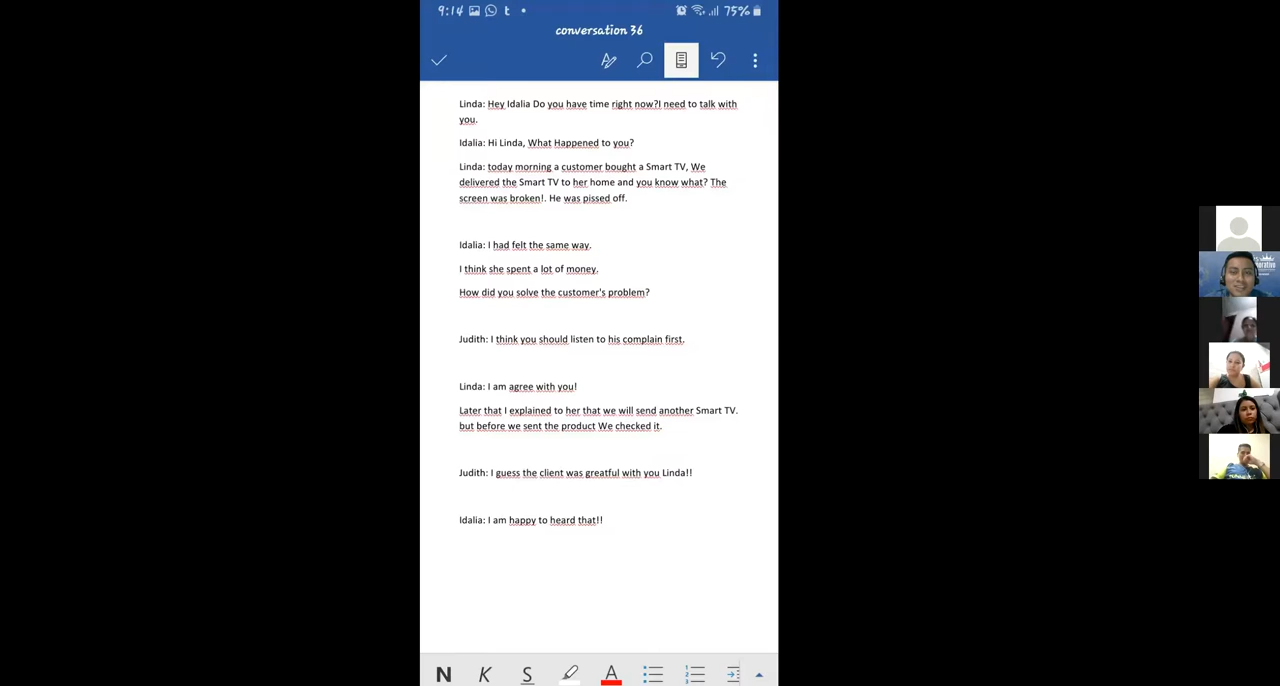 9:14 t 75%
conversation 36
Linda: Hey Idalia Do you have time right now?I need to talk with
you.
Idalia: Hi Linda, What Happened to you?
Linda: today morning a customer bought a Smart TV, We
delivered the Smart TV to her home and you know what? The
screen was broken!. He was pissed off.
Idalia: I had felt the same way.
I think she spent a lot of money.
How did you solve the customer's problem?
Judith: I think you should listen to his complain first.
Linda: I am agree with you!
Later that I explained to her that we will send another Smart TV.
but before we sent the product We checked it.
Judith: I guess the client was greatful with you Linda!!
Idalia: I am happy to heard that!!
N K S A